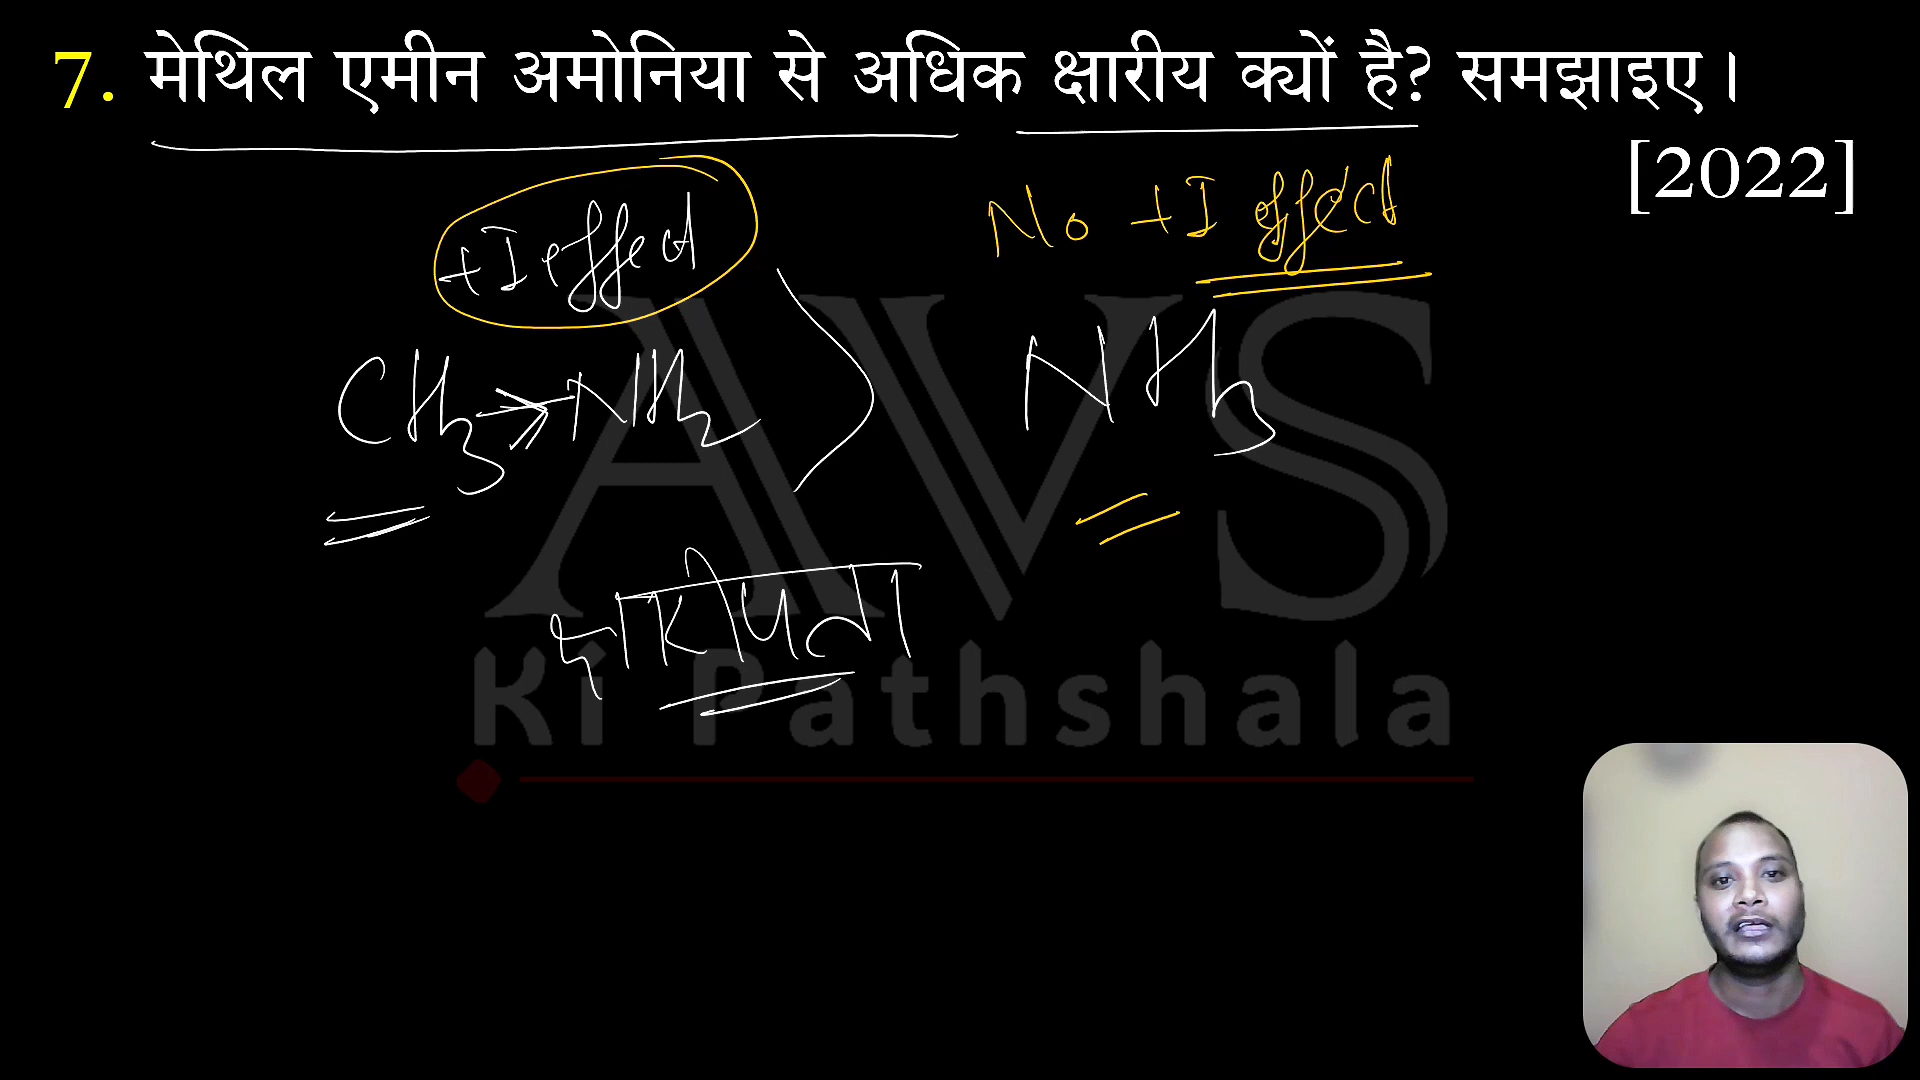 7. मेथिल एमीन अमोनिया से अधिक क्षारीय क्यों है? समझाइए।
[2022]
+I effect
No +I effect
CH3→NH2 > NH3
क्षारीयता
AVS
Ki Pathshala